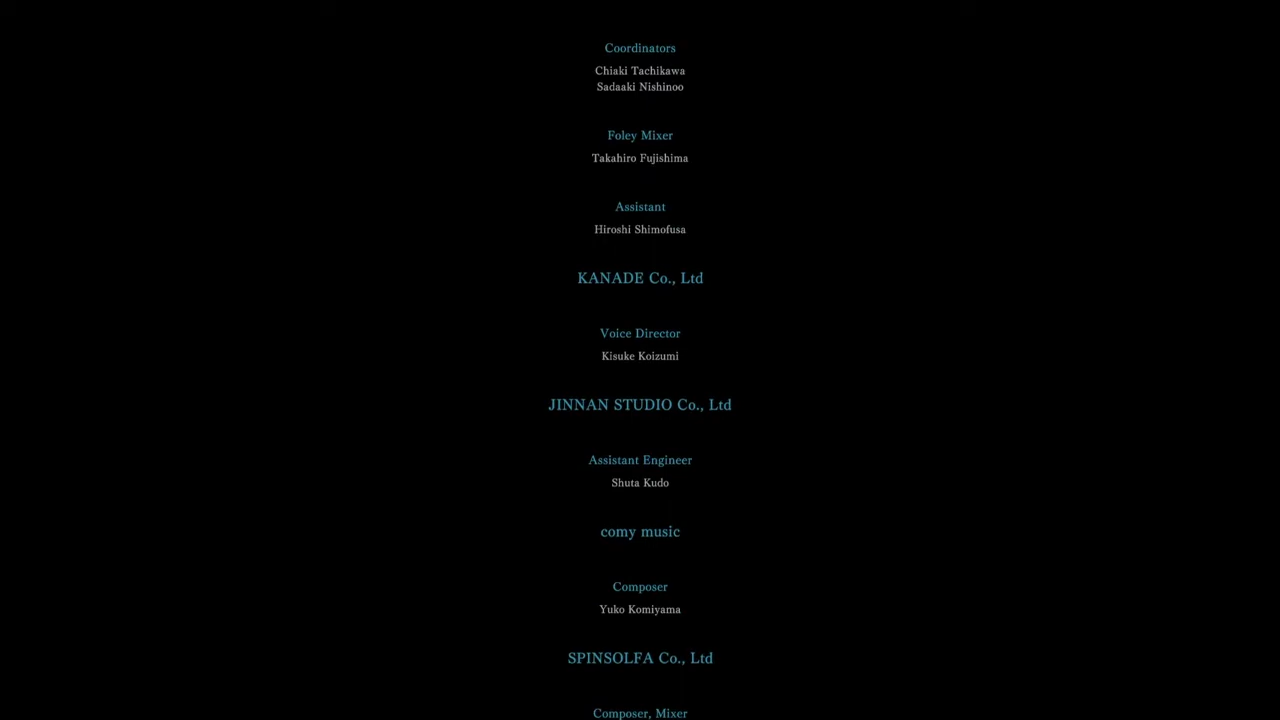 Coordinators
Chiaki Tachikawa
Sadaaki Nishinoo
Foley Mixer
Takahiro Fujishima
Assistant
Hiroshi Shimofusa
KANADE Co., Ltd
Voice Director
Kisuke Koizumi
JINNAN STUDIO Co., Ltd
Assistant Engineer
Shuta Kudo
comy music
Composer
Yuko Komiyama
SPINSOLFA Co., Ltd
Composer, Mixer